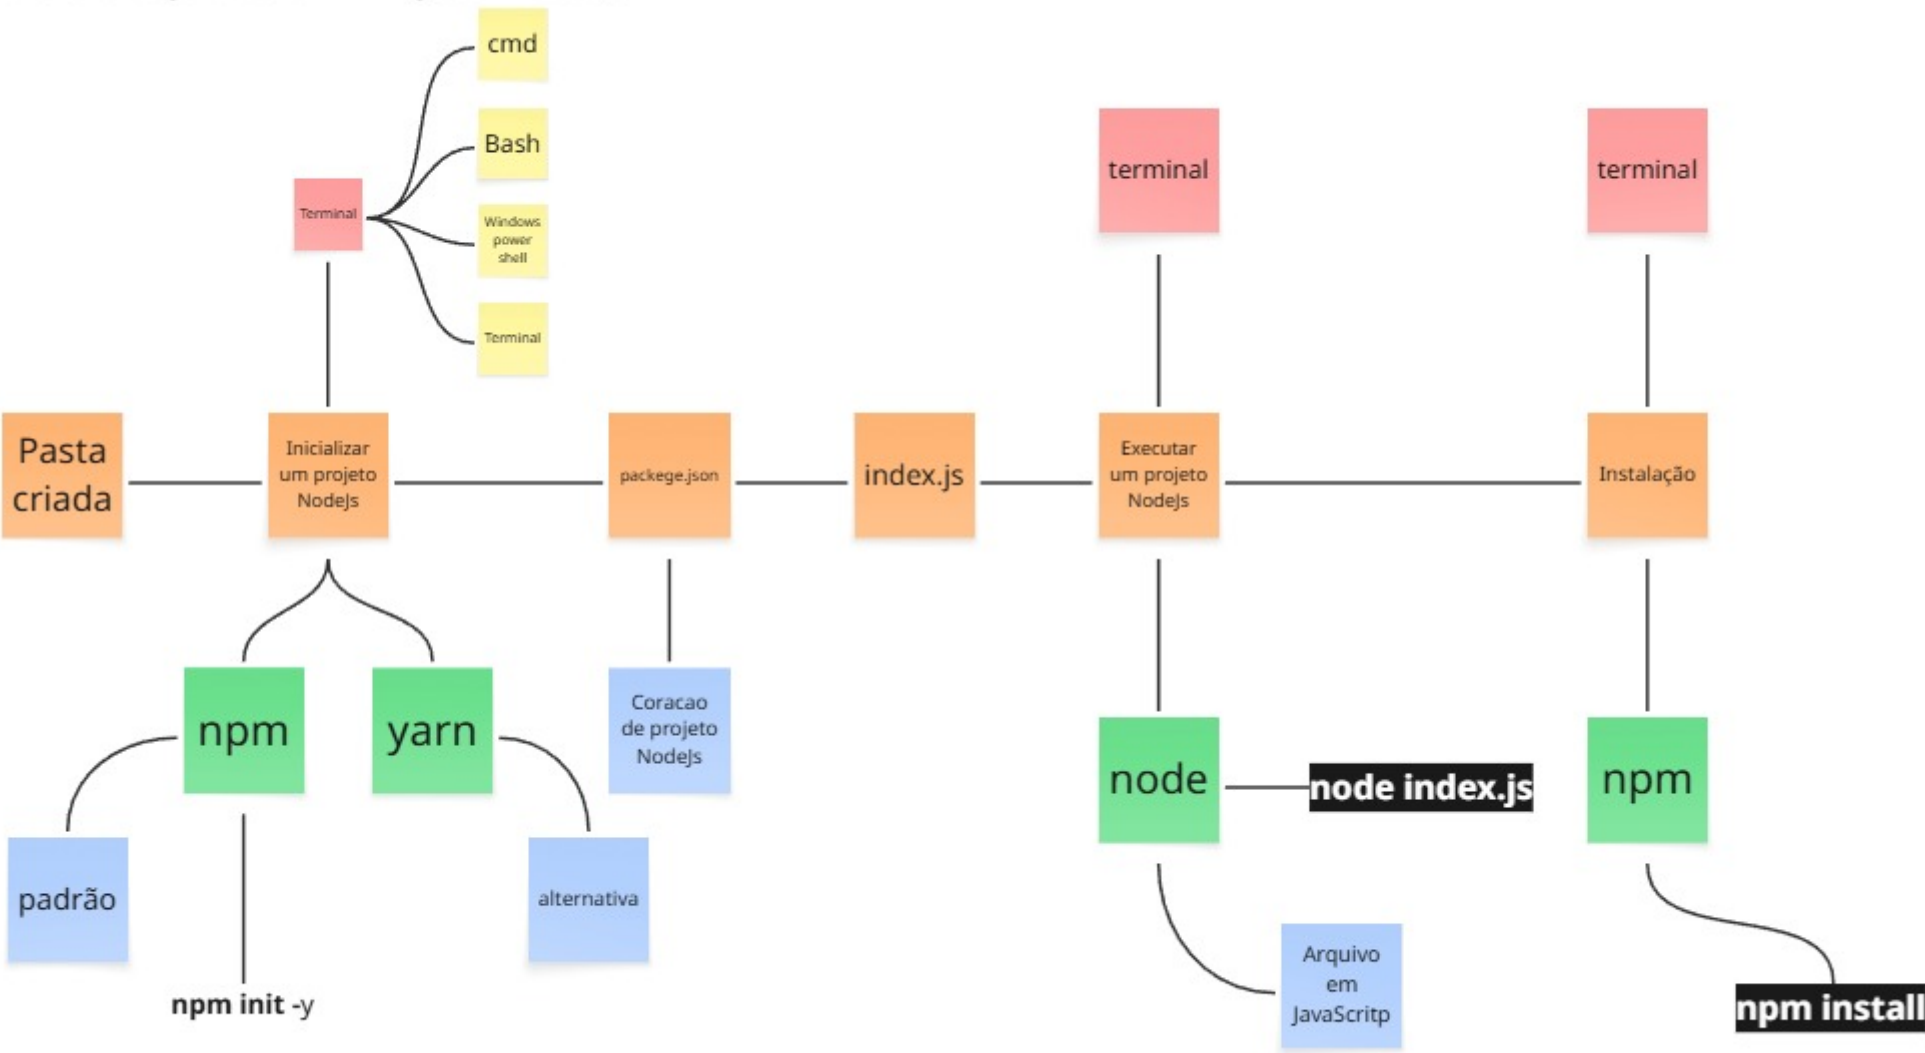 cmd
Bash
Windows
power
shell
Terminal
Terminal
terminal
terminal
Pasta
criada
Inicializar
um projeto
NodeJs
packege.json
index.js
Executar
um projeto
NodeJs
Instalação
npm
yarn
Coracao
de projeto
NodeJs
node
node index.js
npm
padrão
alternativa
npm init -y
Arquivo
em
JavaScritp
npm install